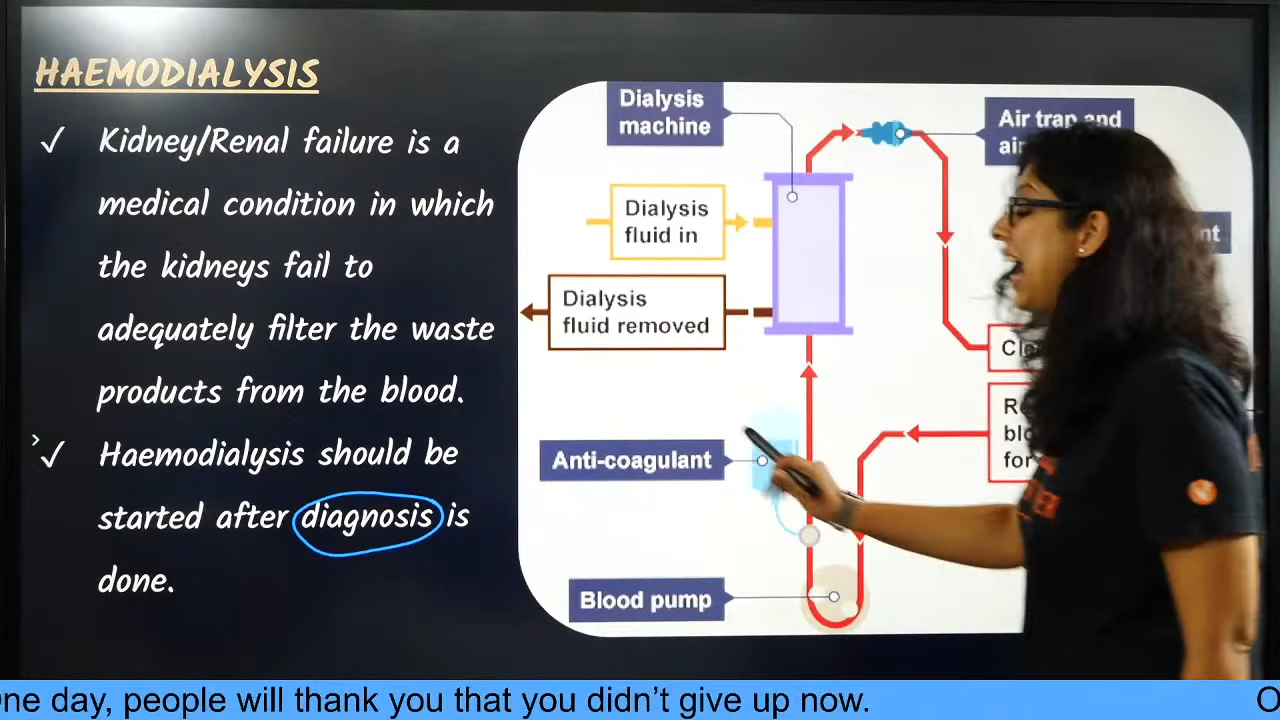 HAEMODIALYSIS
✓ Kidney/Renal failure is a
medical condition in which
the kidneys fail to
adequately filter the waste
products from the blood.
✓ Haemodialysis should be
started after diagnosis is
done.
Dialysis
machine
Air trap and
Dialysis
fluid in
Dialysis
fluid removed
Anti-coagulant
Blood pump
for
One day, people will thank you that you didn't give up now.